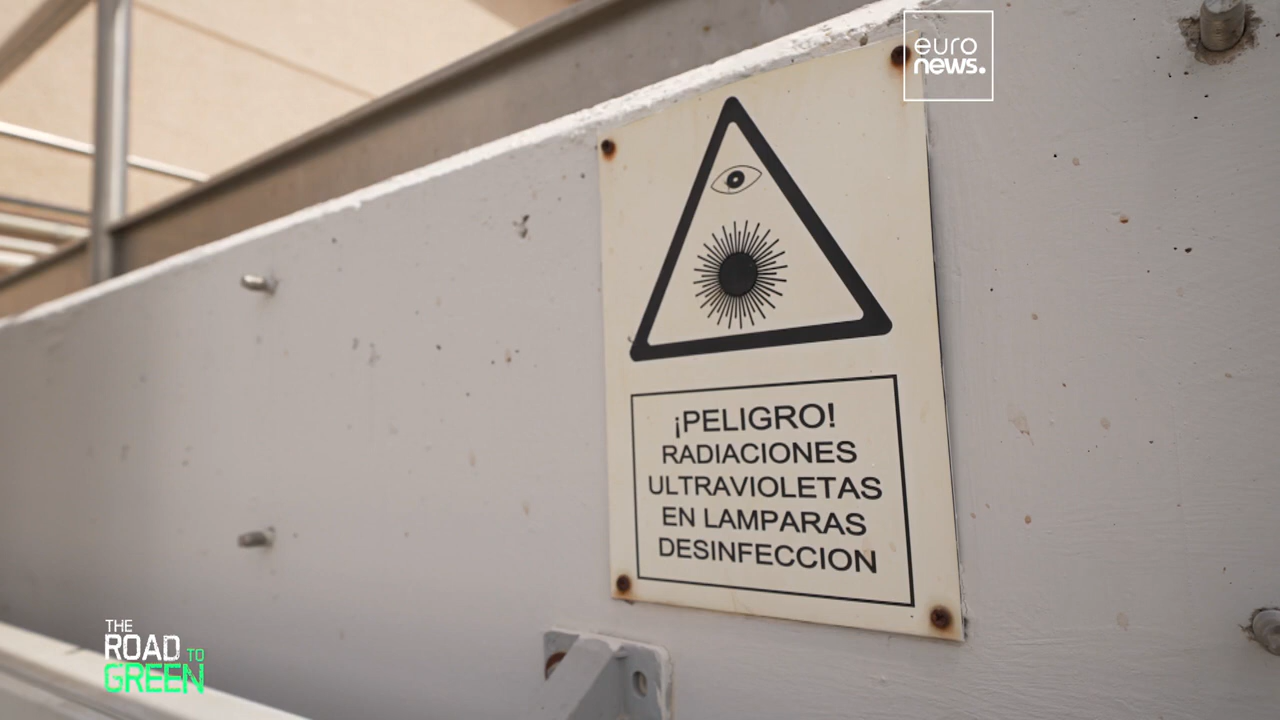 euro
news.
¡PELIGRO!
RADIACIONES
ULTRAVIOLETAS
EN LAMPARAS
DESINFECCION
THE
ROAD TO
GREEN